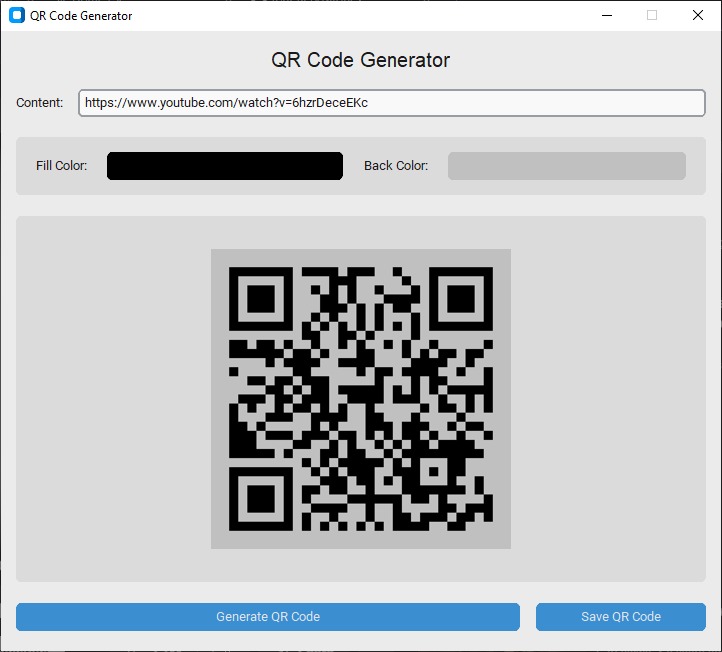 QR Code Generator
QR Code Generator
Content: https://www.youtube.com/watch?v=6hzrDeceEKc
Fill Color: Back Color:
Generate QR Code Save QR Code